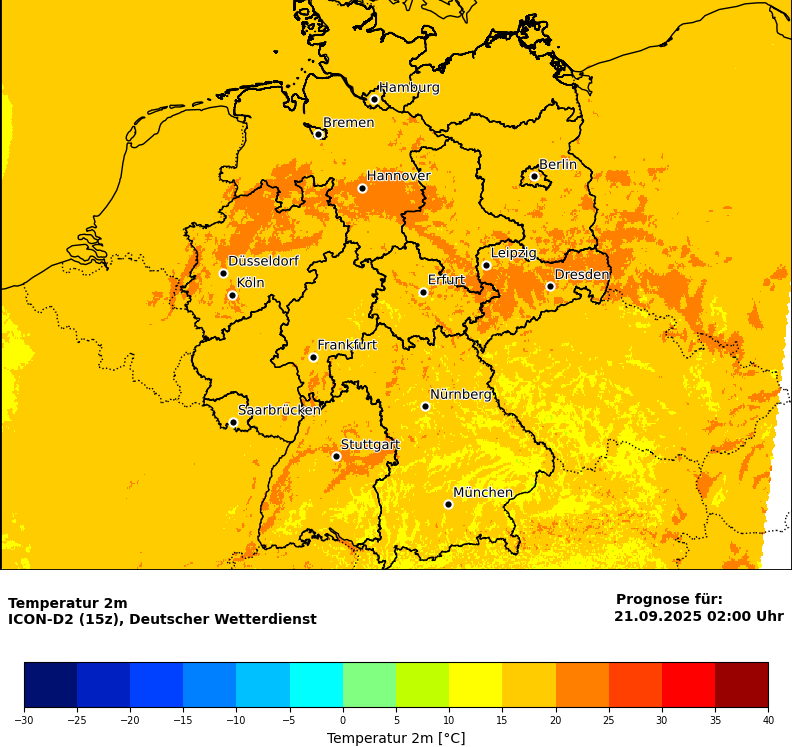 Hamburg
Bremen
Berlin
Hannover
Leipzig
Düsseldorf
Dresden
Köln
Erfurt
Frankfurt
Nürnberg
Saarbrücken
Stuttgart
München
Temperatur 2m
ICON-D2 (15z), Deutscher Wetterdienst
Prognose für:
21.09.2025 02:00 Uhr
−30 −25 −20 −15 −10 −5 0 5 10 15 20 25 30 35 40
Temperatur 2m [°C]